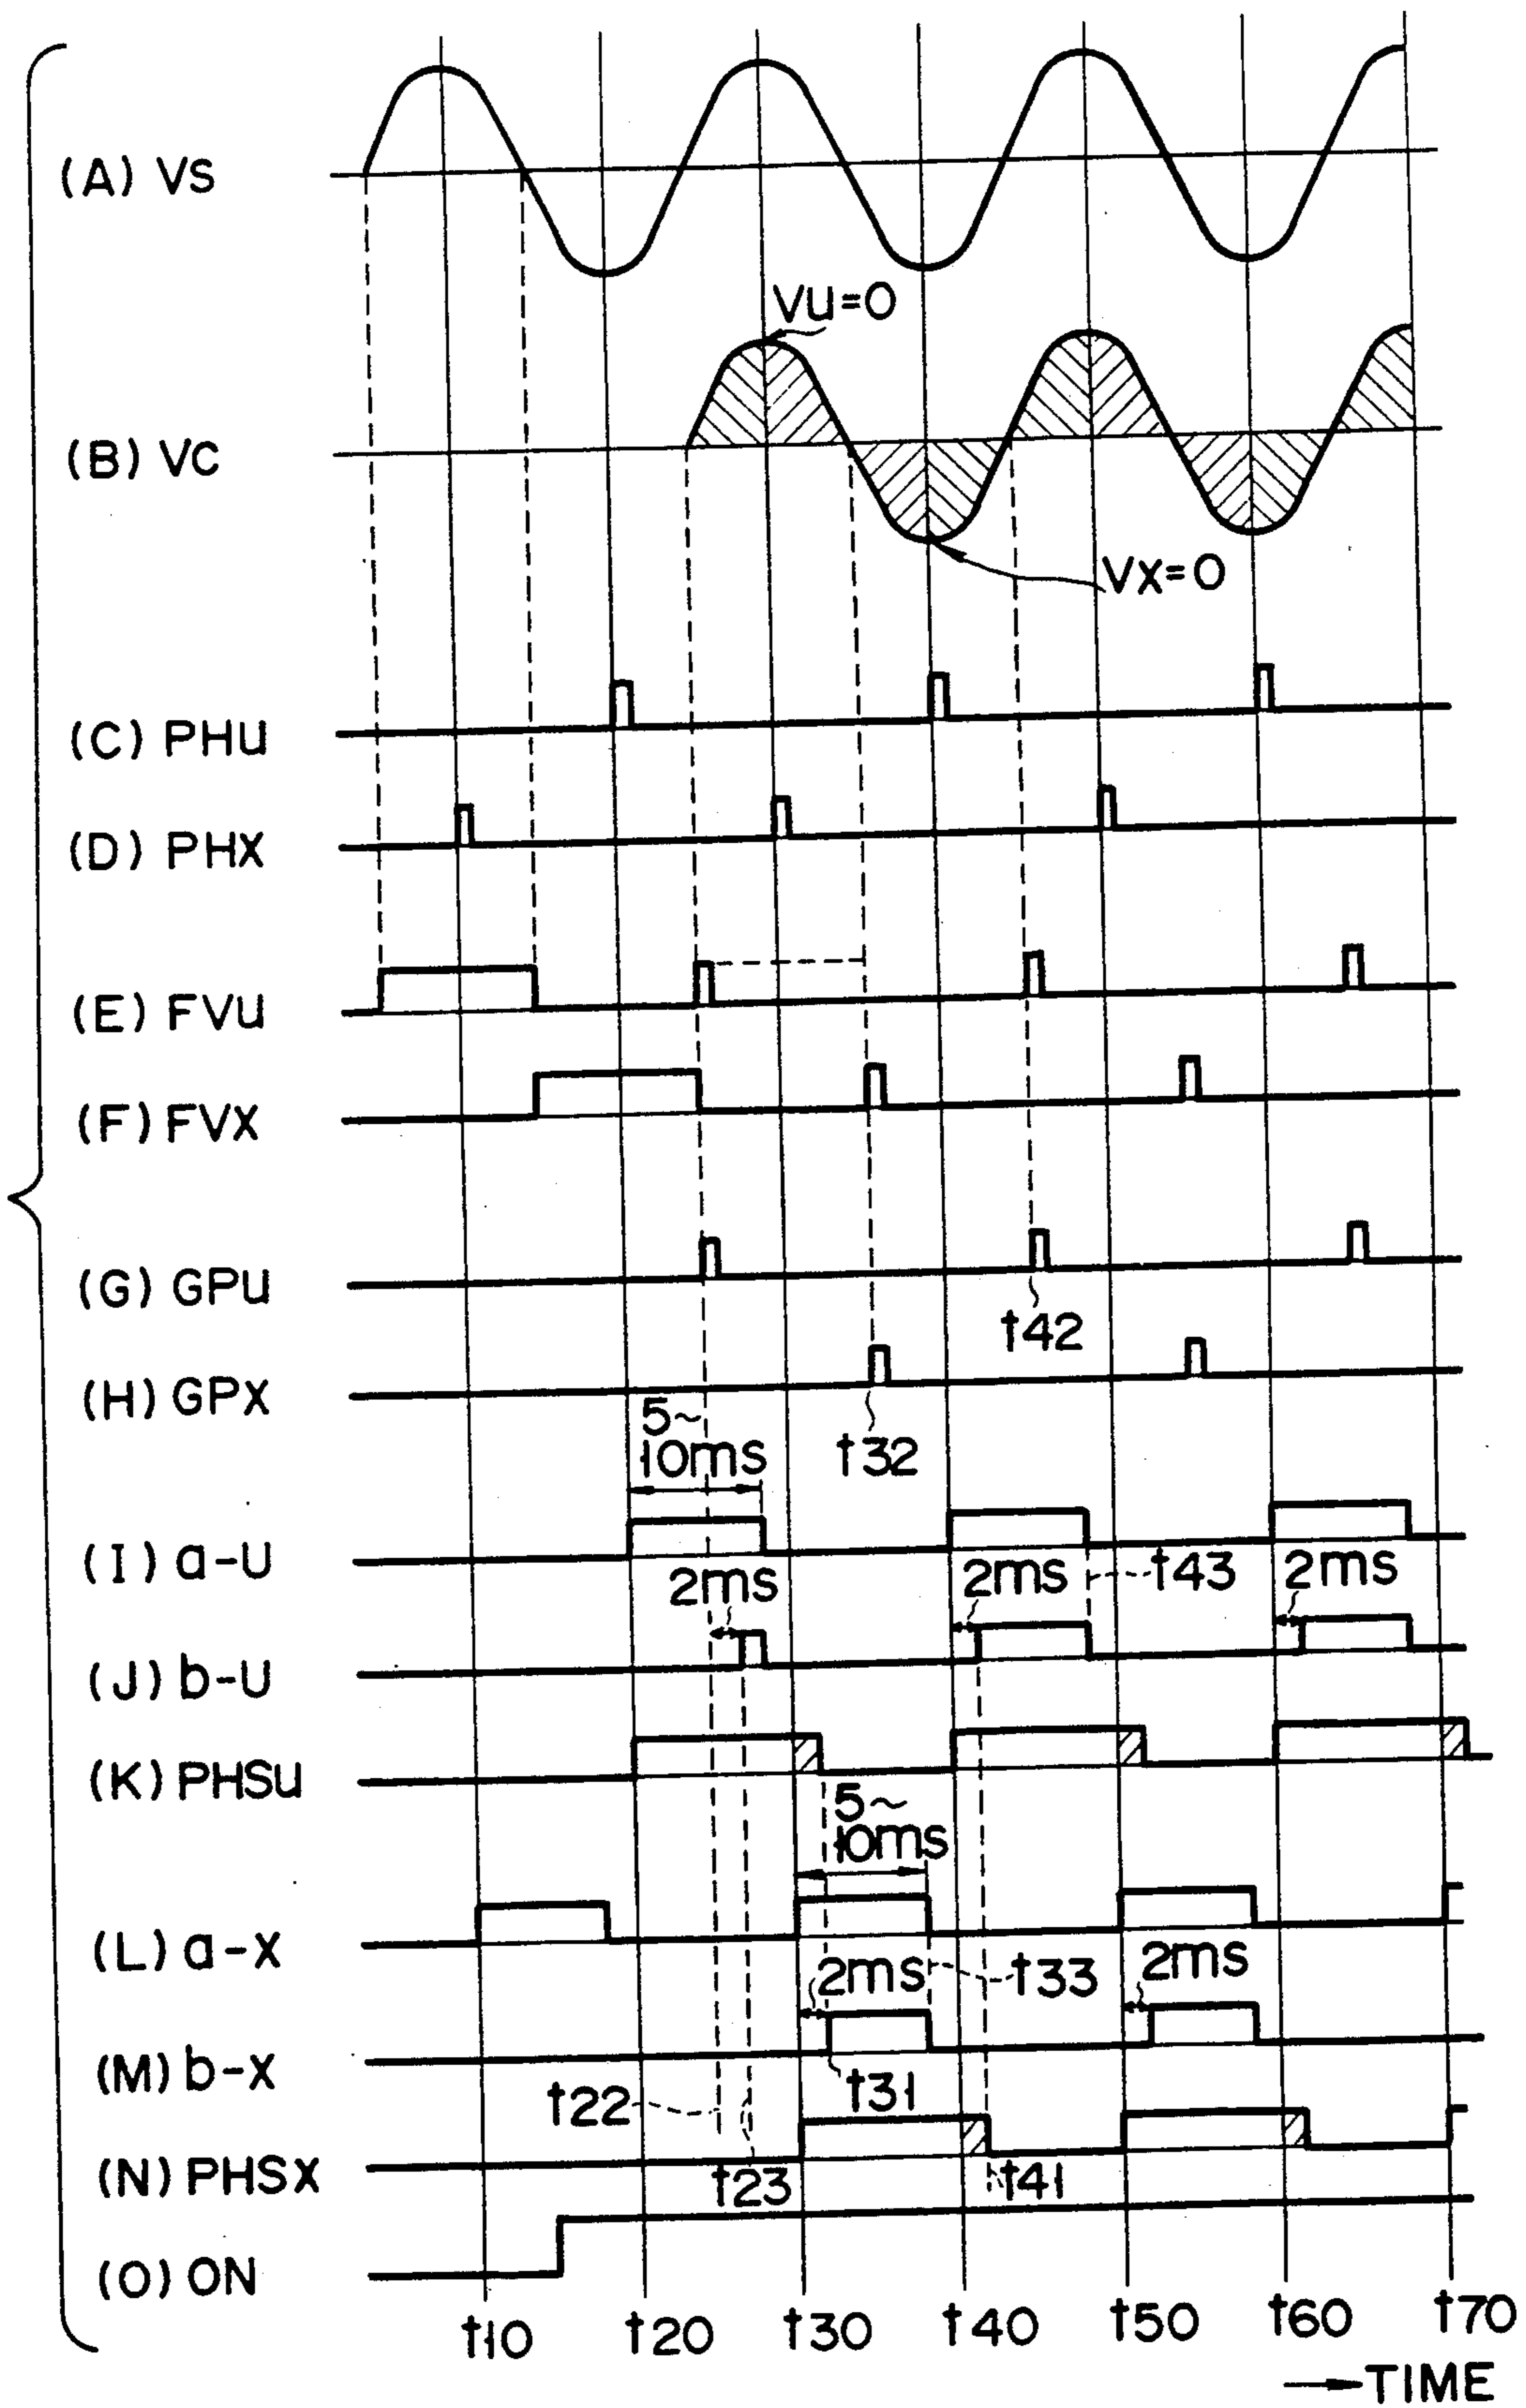 (A) VS
Vu=0
(B) VC
Vx=0
(C) PHu
(D) PHX
(E) FVu
(F) FVX
(G) GPu
t42
(H) GPX
5~
10ms
t32
(I) a-U
2ms
2ms
t43
2ms
(J) b-U
(K) PHSu
5~
10ms
(L) a-X
2ms
t33
2ms
(M) b-X
t31
t22
(N) PHSX
t23
t41
(O) ON
t10
t20
t30
t40
t50
t60
t70
TIME